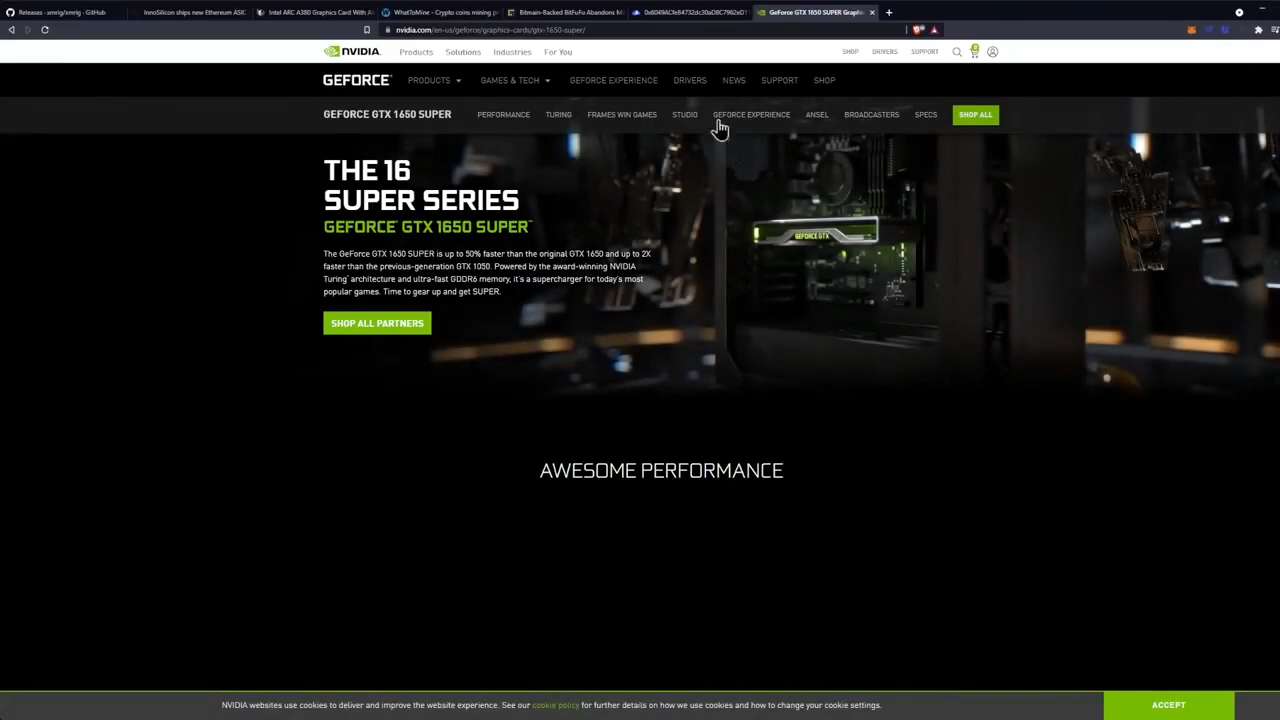 Releases - xmrig/xmrig - GitHub
InnoSilicon ships new Ethereum ASIC
Intel ARC A380 Graphics Card With A
WhatToMine - Crypto coins mining p
Bitmain-Backed BitFuFu Abandons M
GeForce GTX 1650 SUPER Graphi
nvidia.com/en-us/geforce/graphics-cards/gtx-1650-super/
NVIDIA.
Products
Solutions
Industries
For You
SHOP
DRIVERS
SUPPORT
GEFORCE
PRODUCTS
GAMES & TECH
GEFORCE EXPERIENCE
DRIVERS
NEWS
SUPPORT
SHOP
GEFORCE GTX 1650 SUPER
PERFORMANCE
TURING
FRAMES WIN GAMES
STUDIO
GEFORCE EXPERIENCE
ANSEL
BROADCASTERS
SPECS
SHOP ALL
THE 16
SUPER SERIES
GEFORCE® GTX 1650 SUPER™
GEFORCE GTX
The GeForce GTX 1650 SUPER is up to 50% faster than the original GTX 1650 and up to 2X
faster than the previous-generation GTX 1050. Powered by the award-winning NVIDIA
Turing™ architecture and ultra-fast GDDR6 memory, it's a supercharger for today's most
popular games. Time to gear up and get SUPER.
SHOP ALL PARTNERS
AWESOME PERFORMANCE
NVIDIA websites use cookies to deliver and improve the website experience. See our cookie policy for further details on how we use cookies and how to change your cookie settings.
ACCEPT